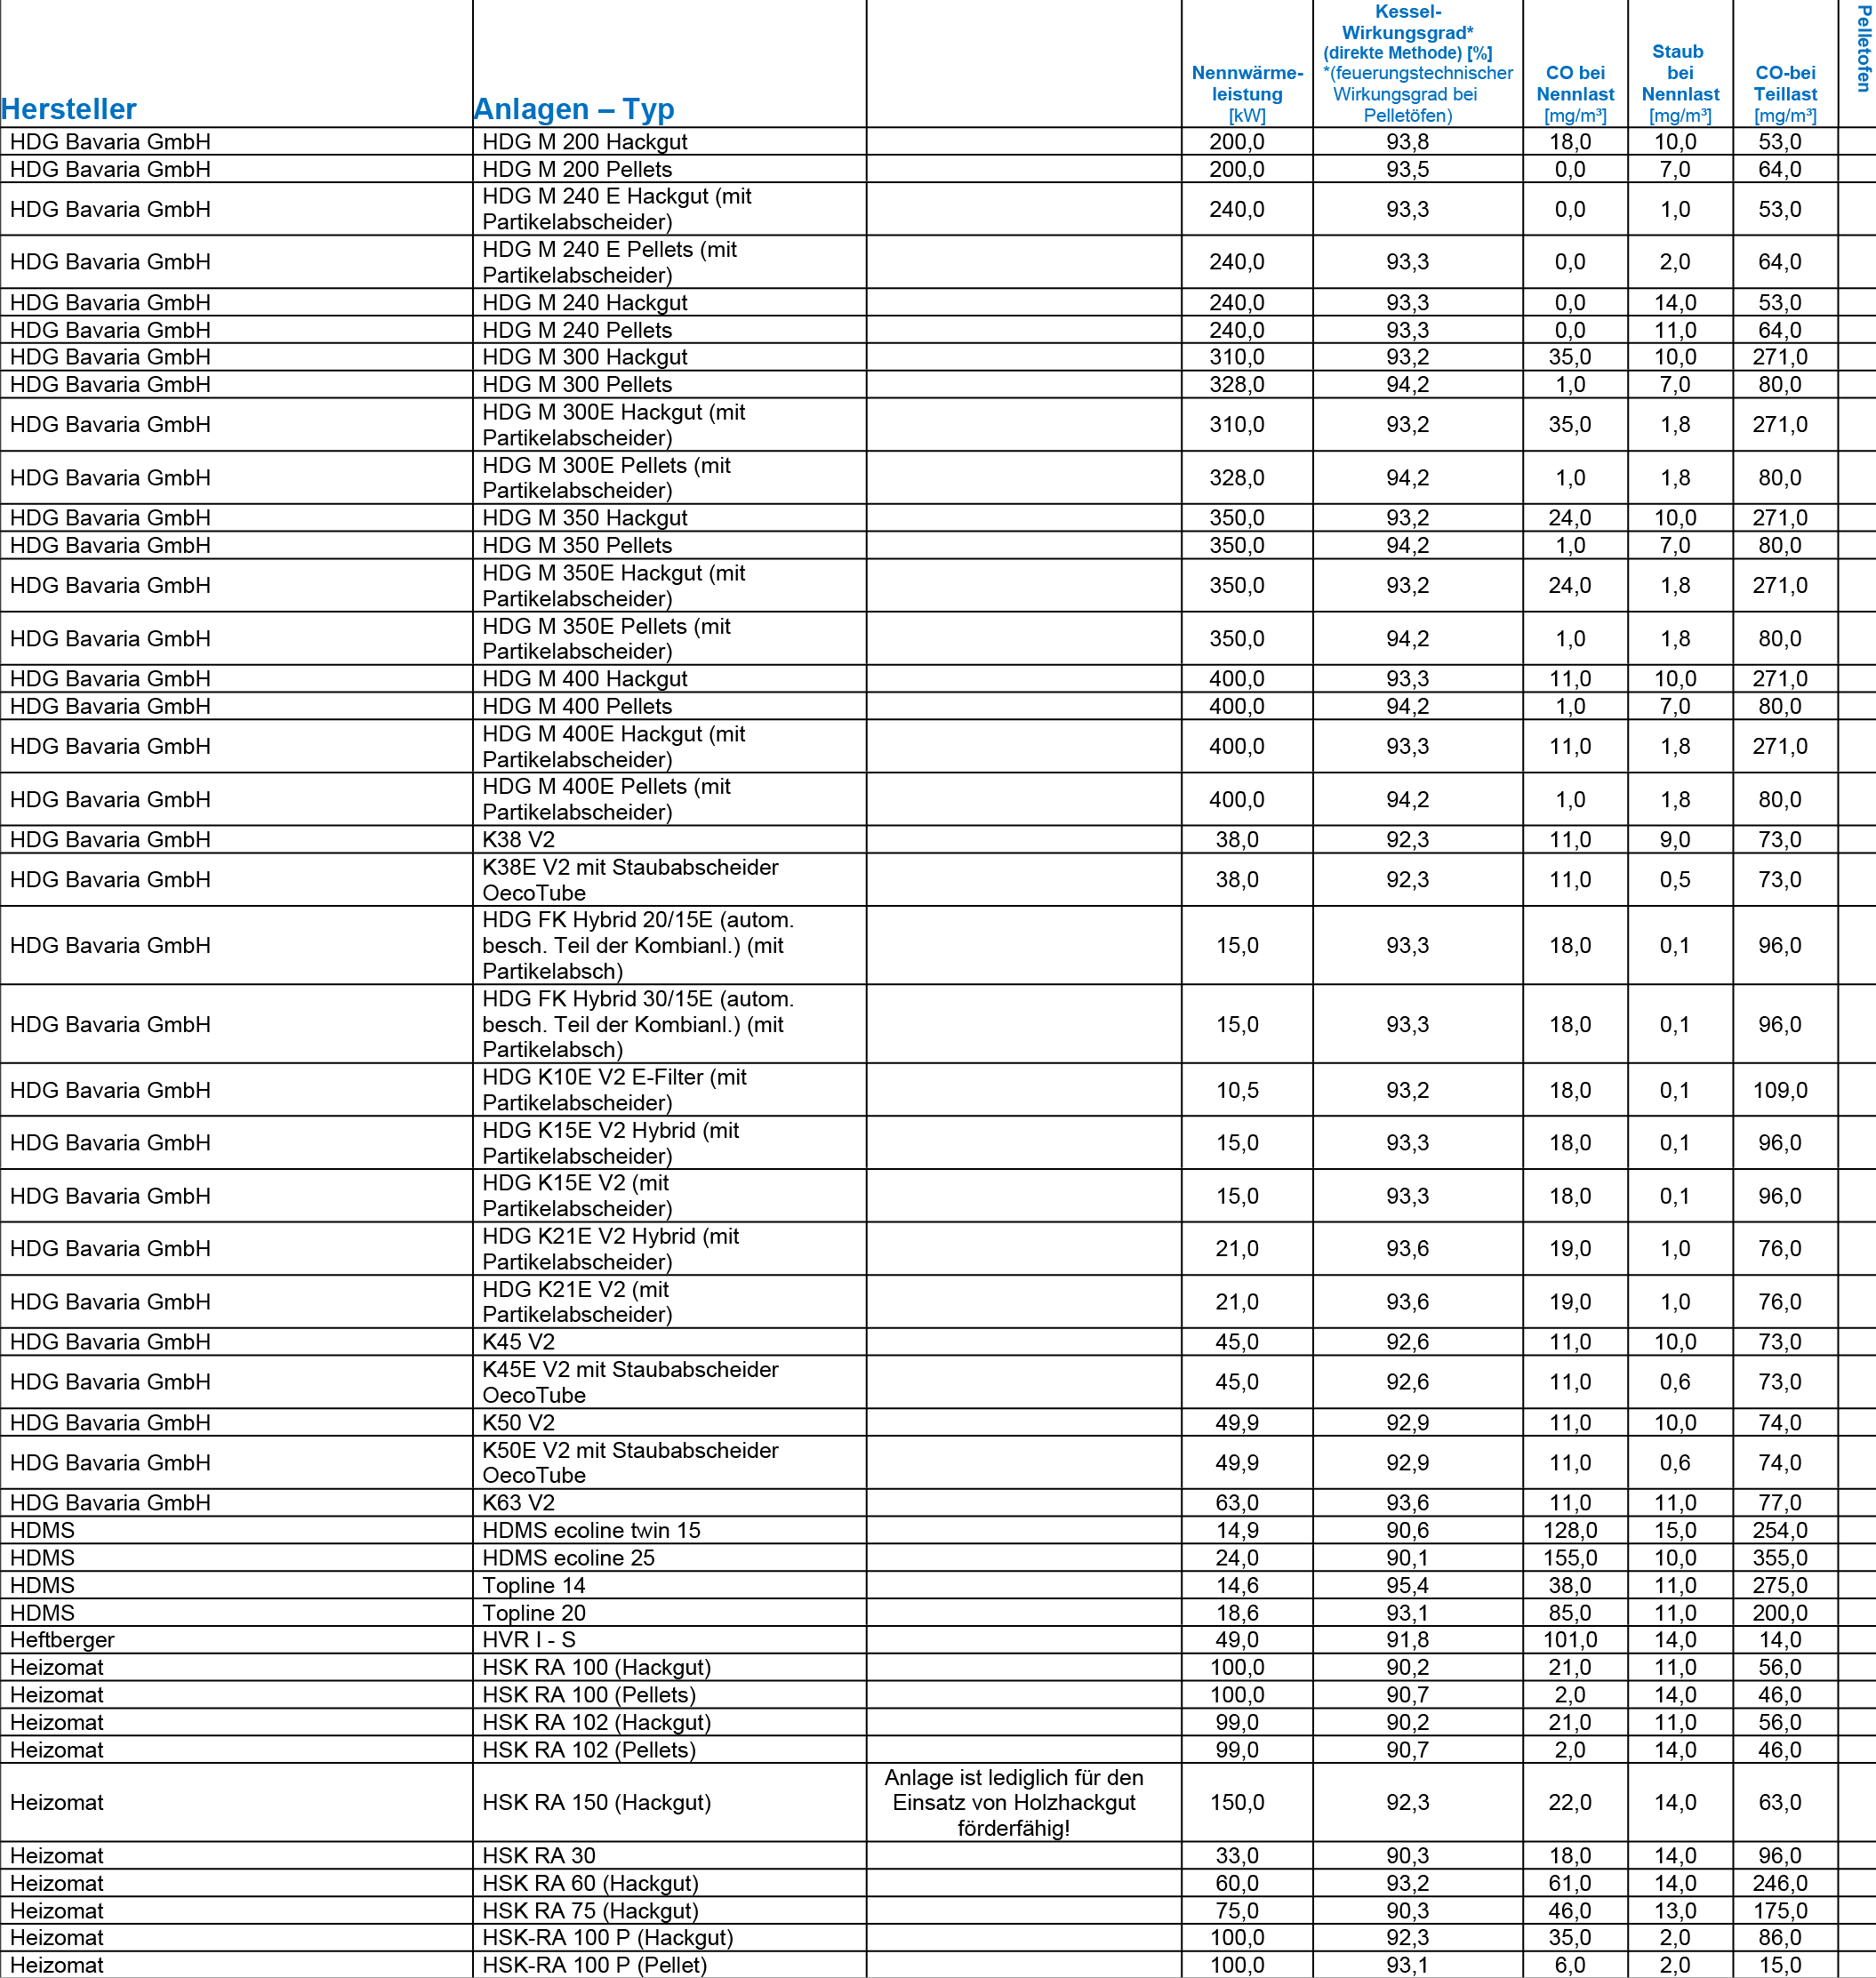 Hersteller Anlagen – Typ Nennwärme-leistung [kW] Kessel-Wirkungsgrad* (direkte Methode) [%] *(feuerungstechnischer Wirkungsgrad bei Pelletöfen) CO bei Nennlast [mg/m³] Staub bei Nennlast [mg/m³] CO-bei Teillast [mg/m³] Pelletofen
HDG Bavaria GmbH HDG M 200 Hackgut 200,0 93,8 18,0 10,0 53,0
HDG Bavaria GmbH HDG M 200 Pellets 200,0 93,5 0,0 7,0 64,0
HDG Bavaria GmbH HDG M 240 E Hackgut (mit Partikelabscheider) 240,0 93,3 0,0 1,0 53,0
HDG Bavaria GmbH HDG M 240 E Pellets (mit Partikelabscheider) 240,0 93,3 0,0 2,0 64,0
HDG Bavaria GmbH HDG M 240 Hackgut 240,0 93,3 0,0 14,0 53,0
HDG Bavaria GmbH HDG M 240 Pellets 240,0 93,3 0,0 11,0 64,0
HDG Bavaria GmbH HDG M 300 Hackgut 310,0 93,2 35,0 10,0 271,0
HDG Bavaria GmbH HDG M 300 Pellets 328,0 94,2 1,0 7,0 80,0
HDG Bavaria GmbH HDG M 300E Hackgut (mit Partikelabscheider) 310,0 93,2 35,0 1,8 271,0
HDG Bavaria GmbH HDG M 300E Pellets (mit Partikelabscheider) 328,0 94,2 1,0 1,8 80,0
HDG Bavaria GmbH HDG M 350 Hackgut 350,0 93,2 24,0 10,0 271,0
HDG Bavaria GmbH HDG M 350 Pellets 350,0 94,2 1,0 7,0 80,0
HDG Bavaria GmbH HDG M 350E Hackgut (mit Partikelabscheider) 350,0 93,2 24,0 1,8 271,0
HDG Bavaria GmbH HDG M 350E Pellets (mit Partikelabscheider) 350,0 94,2 1,0 1,8 80,0
HDG Bavaria GmbH HDG M 400 Hackgut 400,0 93,3 11,0 10,0 271,0
HDG Bavaria GmbH HDG M 400 Pellets 400,0 94,2 1,0 7,0 80,0
HDG Bavaria GmbH HDG M 400E Hackgut (mit Partikelabscheider) 400,0 93,3 11,0 1,8 271,0
HDG Bavaria GmbH HDG M 400E Pellets (mit Partikelabscheider) 400,0 94,2 1,0 1,8 80,0
HDG Bavaria GmbH K38 V2 38,0 92,3 11,0 9,0 73,0
HDG Bavaria GmbH K38E V2 mit Staubabscheider OecoTube 38,0 92,3 11,0 0,5 73,0
HDG Bavaria GmbH HDG FK Hybrid 20/15E (autom. besch. Teil der Kombianl.) (mit Partikelabsch) 15,0 93,3 18,0 0,1 96,0
HDG Bavaria GmbH HDG FK Hybrid 30/15E (autom. besch. Teil der Kombianl.) (mit Partikelabsch) 15,0 93,3 18,0 0,1 96,0
HDG Bavaria GmbH HDG K10E V2 E-Filter (mit Partikelabscheider) 10,5 93,2 18,0 0,1 109,0
HDG Bavaria GmbH HDG K15E V2 Hybrid (mit Partikelabscheider) 15,0 93,3 18,0 0,1 96,0
HDG Bavaria GmbH HDG K15E V2 (mit Partikelabscheider) 15,0 93,3 18,0 0,1 96,0
HDG Bavaria GmbH HDG K21E V2 Hybrid (mit Partikelabscheider) 21,0 93,6 19,0 1,0 76,0
HDG Bavaria GmbH HDG K21E V2 (mit Partikelabscheider) 21,0 93,6 19,0 1,0 76,0
HDG Bavaria GmbH K45 V2 45,0 92,6 11,0 10,0 73,0
HDG Bavaria GmbH K45E V2 mit Staubabscheider OecoTube 45,0 92,6 11,0 0,6 73,0
HDG Bavaria GmbH K50 V2 49,9 92,9 11,0 10,0 74,0
HDG Bavaria GmbH K50E V2 mit Staubabscheider OecoTube 49,9 92,9 11,0 0,6 74,0
HDG Bavaria GmbH K63 V2 63,0 93,6 11,0 11,0 77,0
HDMS HDMS ecoline twin 15 14,9 90,6 128,0 15,0 254,0
HDMS HDMS ecoline 25 24,0 90,1 155,0 10,0 355,0
HDMS Topline 14 14,6 95,4 38,0 11,0 275,0
HDMS Topline 20 18,6 93,1 85,0 11,0 200,0
Heftberger HVR I - S 49,0 91,8 101,0 14,0 14,0
Heizomat HSK RA 100 (Hackgut) 100,0 90,2 21,0 11,0 56,0
Heizomat HSK RA 100 (Pellets) 100,0 90,7 2,0 14,0 46,0
Heizomat HSK RA 102 (Hackgut) 99,0 90,2 21,0 11,0 56,0
Heizomat HSK RA 102 (Pellets) 99,0 90,7 2,0 14,0 46,0
Heizomat HSK RA 150 (Hackgut) Anlage ist lediglich für den Einsatz von Holzhackgut förderfähig! 150,0 92,3 22,0 14,0 63,0
Heizomat HSK RA 30 33,0 90,3 18,0 14,0 96,0
Heizomat HSK RA 60 (Hackgut) 60,0 93,2 61,0 14,0 246,0
Heizomat HSK RA 75 (Hackgut) 75,0 90,3 46,0 13,0 175,0
Heizomat HSK-RA 100 P (Hackgut) 100,0 92,3 35,0 2,0 86,0
Heizomat HSK-RA 100 P (Pellet) 100,0 93,1 6,0 2,0 15,0